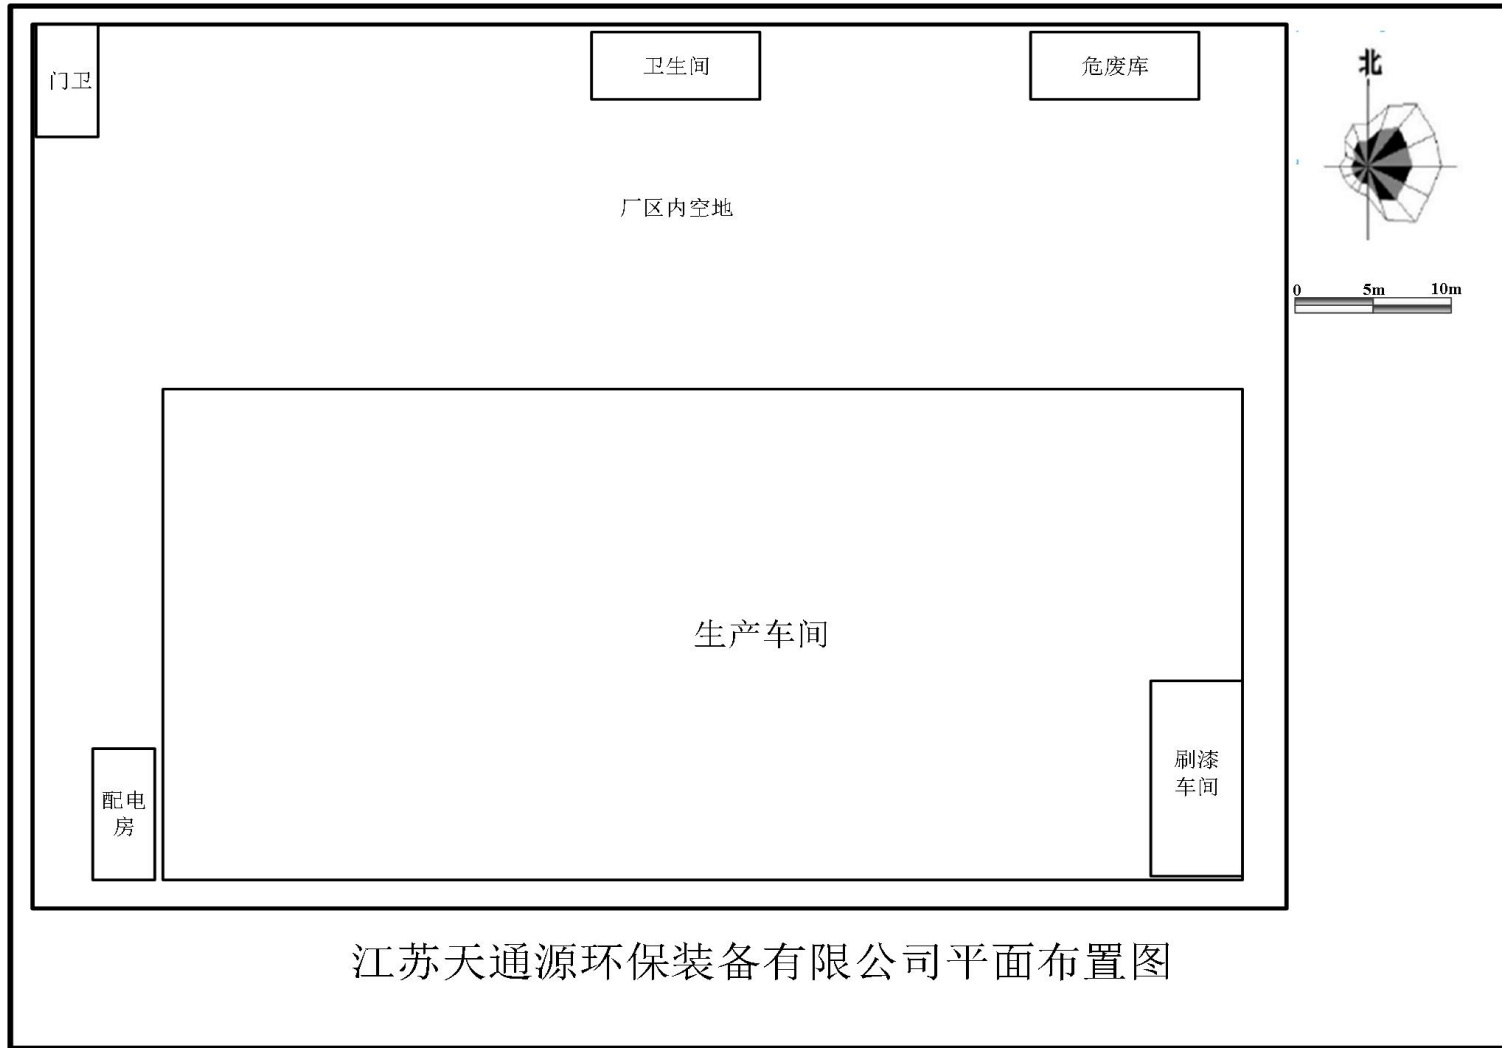 门卫
卫生间
危废库
北
厂区内空地
0 5m 10m
生产车间
刷漆
车间
配电
房
江苏天通源环保装备有限公司平面布置图